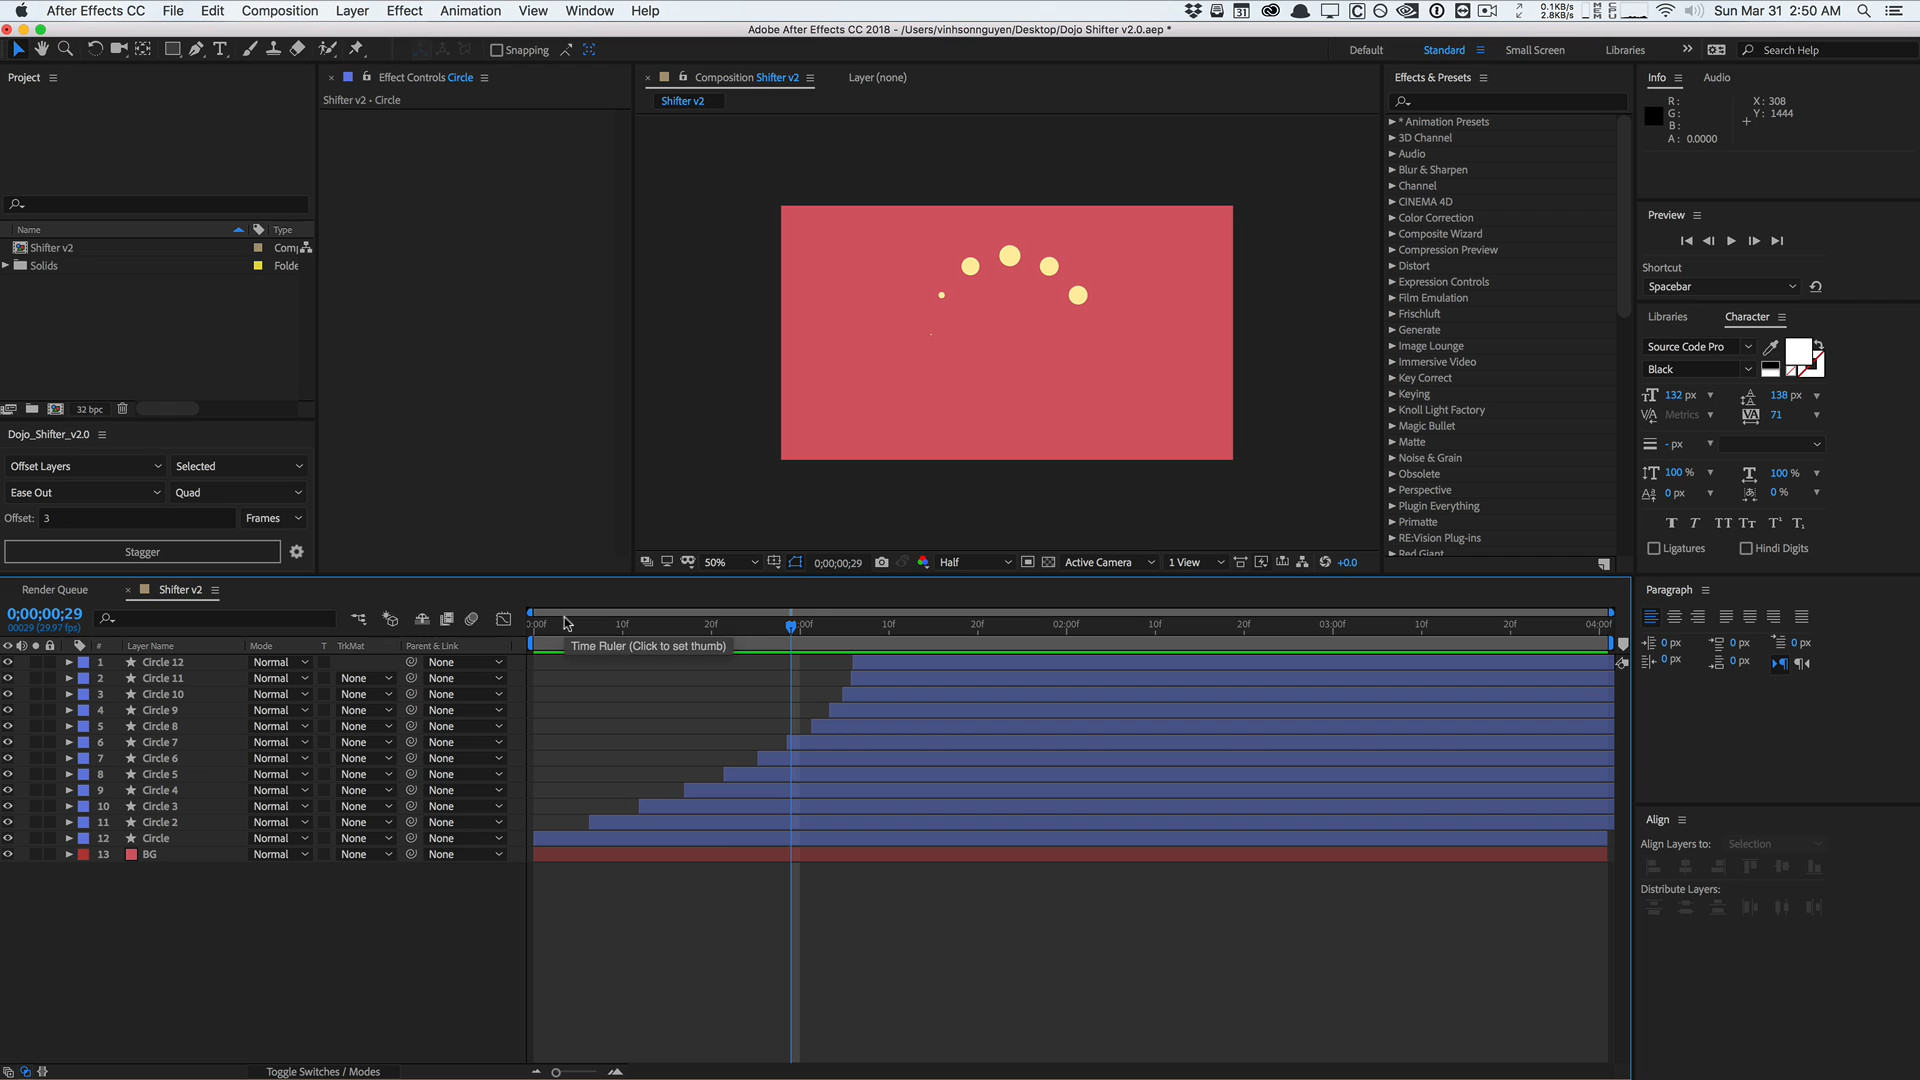 After Effects CC File Edit Composition Layer Effect Animation View Window Help
0.1KB/s
2.8KB/s
Sun Mar 31 2:50 AM
Adobe After Effects CC 2018 - /Users/vinhsonnguyen/Desktop/Dojo Shifter v2.0.aep *
Snapping
Default Standard Small Screen Libraries Search Help
Project
Name Type
Shifter v2 Com
Solids Folde
32 bpc
Dojo_Shifter_v2.0
Offset Layers Selected
Ease Out Quad
Offset: 3 Frames
Stagger
Effect Controls Circle
Shifter v2 • Circle
Composition Shifter v2 Layer (none)
Shifter v2
50% 0;00;00;29 Half Active Camera 1 View +0.0
Effects & Presets
* Animation Presets
3D Channel
Audio
Blur & Sharpen
Channel
CINEMA 4D
Color Correction
Composite Wizard
Compression Preview
Distort
Expression Controls
Film Emulation
Frischluft
Generate
Image Lounge
Immersive Video
Key Correct
Keying
Knoll Light Factory
Magic Bullet
Matte
Noise & Grain
Obsolete
Perspective
Plugin Everything
Primatte
RE:Vision Plug-ins
Red Giant
Info Audio
R: X: 308
G: Y: 1444
B:
A: 0.0000
Preview
Shortcut
Spacebar
Libraries Character
Source Code Pro
Black
132 px 138 px
Metrics 71
- px
100 % 100 %
0 px 0 %
T T TT Tt T¹ T₁
Ligatures Hindi Digits
Paragraph
0 px 0 px 0 px
0 px 0 px
Align
Align Layers to: Selection
Distribute Layers:
Render Queue Shifter v2
0;00;00;29
00029 (29.97 fps)
:00f 10f 20f :00f 10f 20f 02:00f 10f 20f 03:00f 10f 20f 04:00f
Time Ruler (Click to set thumb)
# Layer Name Mode T TrkMat Parent & Link
1 Circle 12 Normal None
2 Circle 11 Normal None None
3 Circle 10 Normal None None
4 Circle 9 Normal None None
5 Circle 8 Normal None None
6 Circle 7 Normal None None
7 Circle 6 Normal None None
8 Circle 5 Normal None None
9 Circle 4 Normal None None
10 Circle 3 Normal None None
11 Circle 2 Normal None None
12 Circle Normal None None
13 BG Normal None None
Toggle Switches / Modes